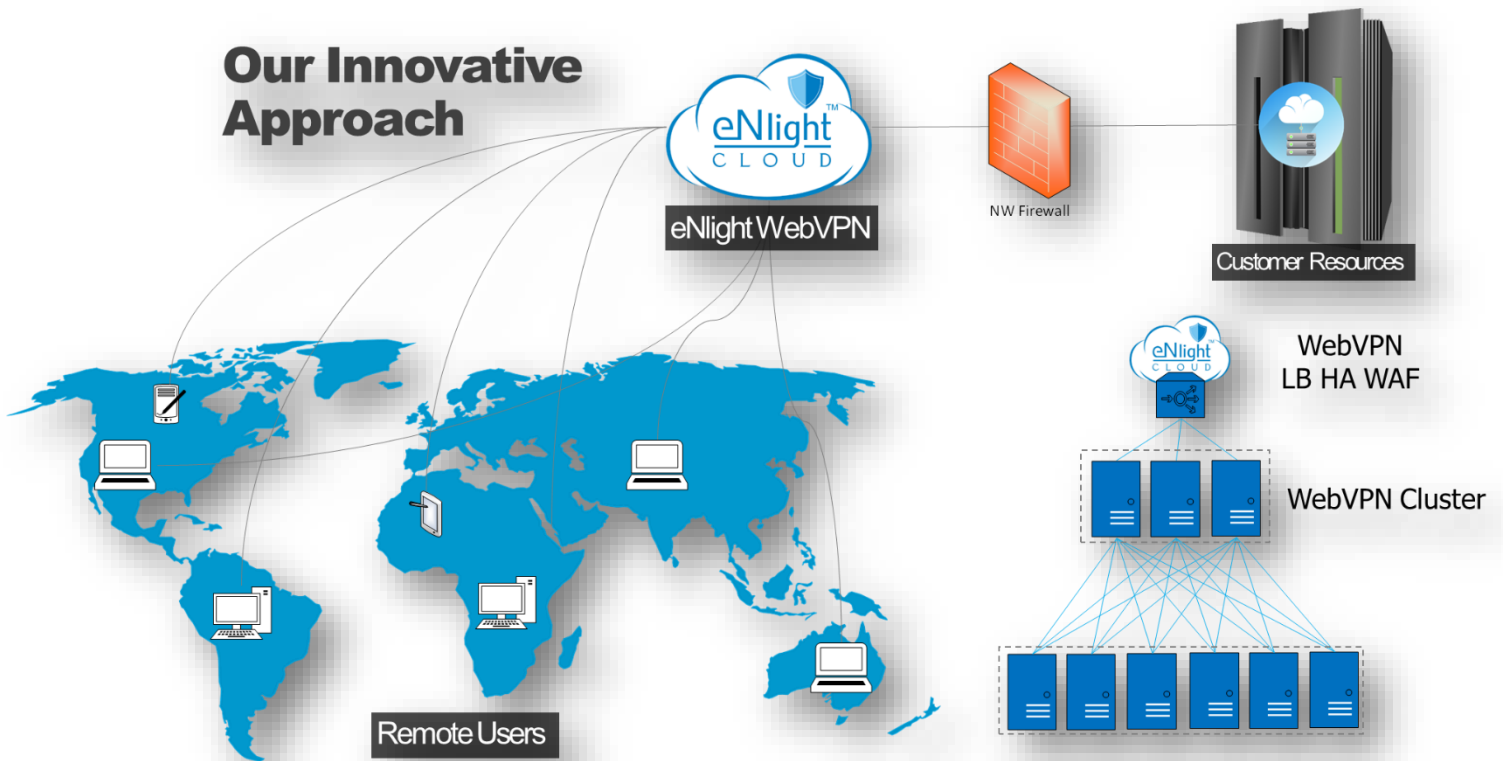 Our Innovative
Approach
eNlight
TM
CLOUD
eNlight WebVPN
NW Firewall
Customer Resources
eNlight
TM
CLOUD
WebVPN
LB HA WAF
WebVPN Cluster
Remote Users